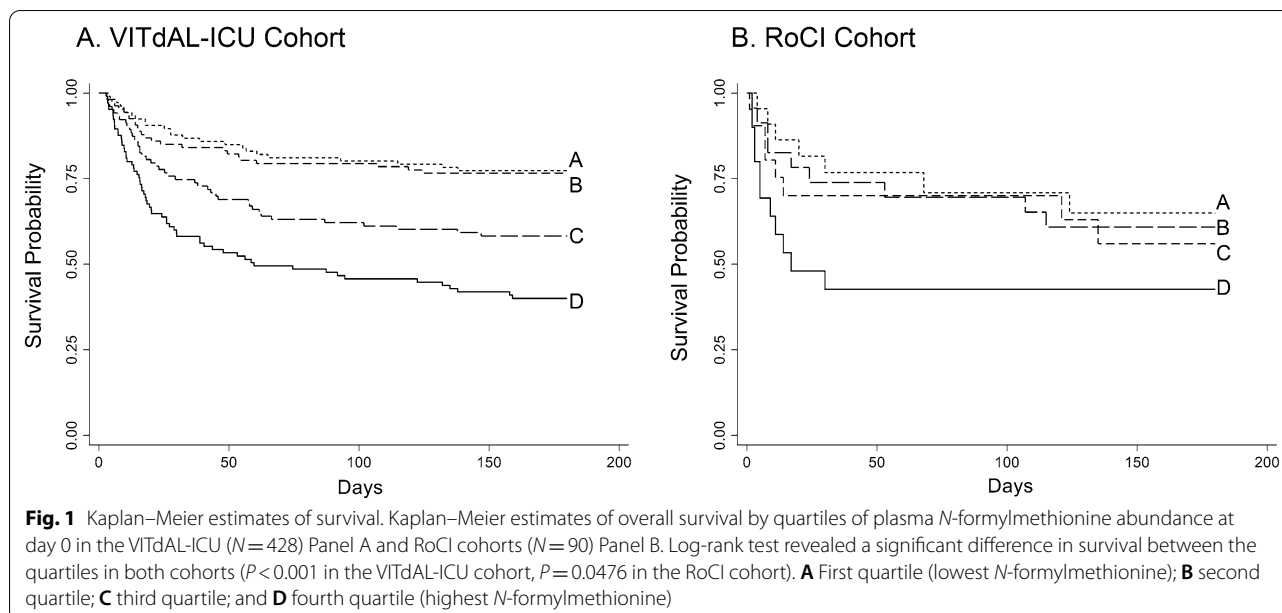 A. VITdAL-ICU Cohort
Survival Probability
1.00
0.75
0.50
0.25
0.00
A
B
C
D
0
50
100
150
200
Days
B. RoCI Cohort
Survival Probability
1.00
0.75
0.50
0.25
0.00
A
B
C
D
0
50
100
150
200
Days
Fig. 1 Kaplan–Meier estimates of survival. Kaplan–Meier estimates of overall survival by quartiles of plasma N-formylmethionine abundance at
day 0 in the VITdAL-ICU (N = 428) Panel A and RoCI cohorts (N = 90) Panel B. Log-rank test revealed a significant difference in survival between the
quartiles in both cohorts (P < 0.001 in the VITdAL-ICU cohort, P = 0.0476 in the RoCI cohort). A First quartile (lowest N-formylmethionine); B second
quartile; C third quartile; and D fourth quartile (highest N-formylmethionine)